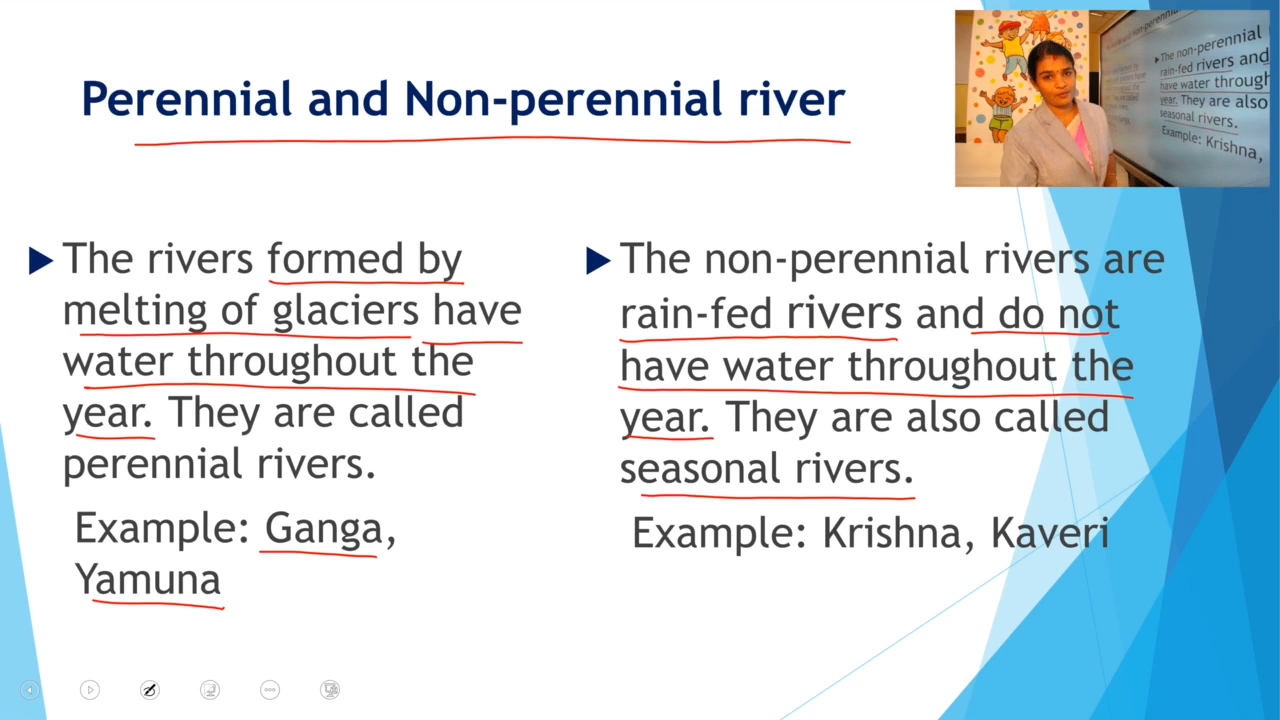 Perennial and Non-perennial river
The rivers formed by
melting of glaciers have
water throughout the
year. They are called
perennial rivers.
Example: Ganga,
Yamuna
The non-perennial rivers are
rain-fed rivers and do not
have water throughout the
year. They are also called
seasonal rivers.
Example: Krishna, Kaveri
The non-perennial
rain-fed rivers and
have water through
year. They are also
seasonal rivers.
Example: Krishna,